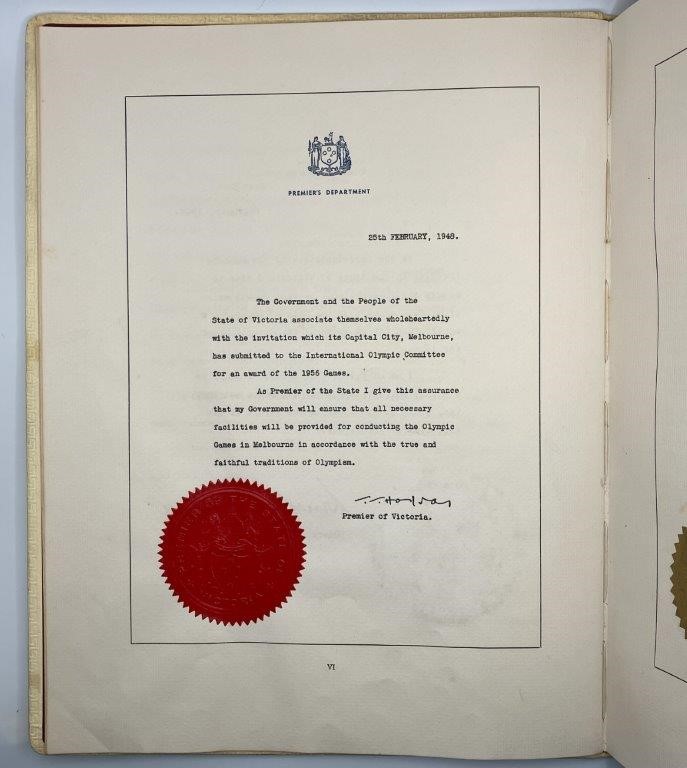 PREMIER'S DEPARTMENT
25th FEBRUARY, 1948.
The Government and the People of the
State of Victoria associate themselves wholeheartedly
with the invitation which its Capital City, Melbourne,
has submitted to the International Olympic Committee
for an award of the 1956 Games.
As Premier of the State I give this assurance
that my Government will ensure that all necessary
facilities will be provided for conducting the Olympic
Games in Melbourne in accordance with the true and
faithful traditions of Olympism.
Premier of Victoria.
VI